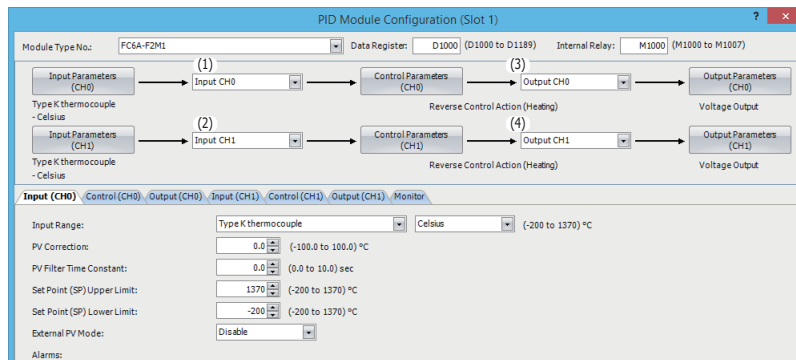 PID Module Configuration (Slot 1)
? ×
Module Type No.: FC6A-F2M1 Data Register: D1000 (D1000 to D1189) Internal Relay: M1000 (M1000 to M1007)
(1) (3)
Input Parameters (CH0) Input CH0 Control Parameters (CH0) Output CH0 Output Parameters (CH0)
Type K thermocouple Reverse Control Action (Heating) Voltage Output
- Celsius
(2) (4)
Input Parameters (CH1) Input CH1 Control Parameters (CH1) Output CH1 Output Parameters (CH1)
Type K thermocouple Reverse Control Action (Heating) Voltage Output
- Celsius
Input (CH0) Control (CH0) Output (CH0) Input (CH1) Control (CH1) Output (CH1) Monitor
Input Range: Type K thermocouple Celsius (-200 to 1370) °C
PV Correction: 0.0 (-100.0 to 100.0) °C
PV Filter Time Constant: 0.0 (0.0 to 10.0) sec
Set Point (SP) Upper Limit: 1370 (-200 to 1370) °C
Set Point (SP) Lower Limit: -200 (-200 to 1370) °C
External PV Mode: Disable
Alarms: